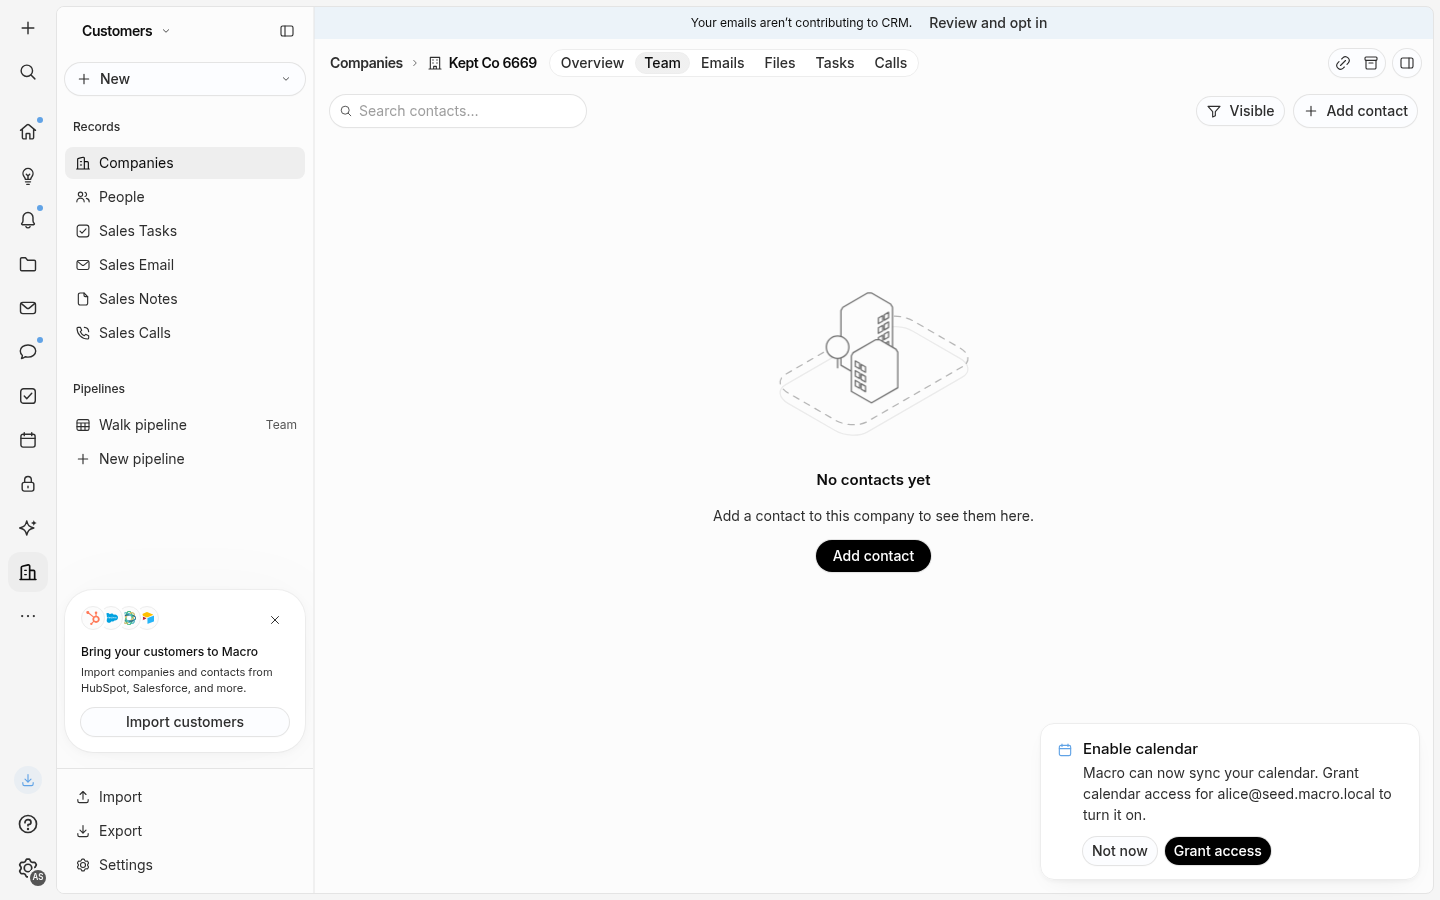 Your emails aren't contributing to CRM. Review and opt in
Customers
New
Records
Companies
People
Sales Tasks
Sales Email
Sales Notes
Sales Calls
Pipelines
Walk pipeline Team
New pipeline
Bring your customers to Macro
Import companies and contacts from
HubSpot, Salesforce, and more.
Import customers
Import
Export
Settings
AS
Companies > Kept Co 6669 Overview Team Emails Files Tasks Calls
Search contacts...
Visible
Add contact
No contacts yet
Add a contact to this company to see them here.
Add contact
Enable calendar
Macro can now sync your calendar. Grant
calendar access for alice@seed.macro.local to
turn it on.
Not now Grant access